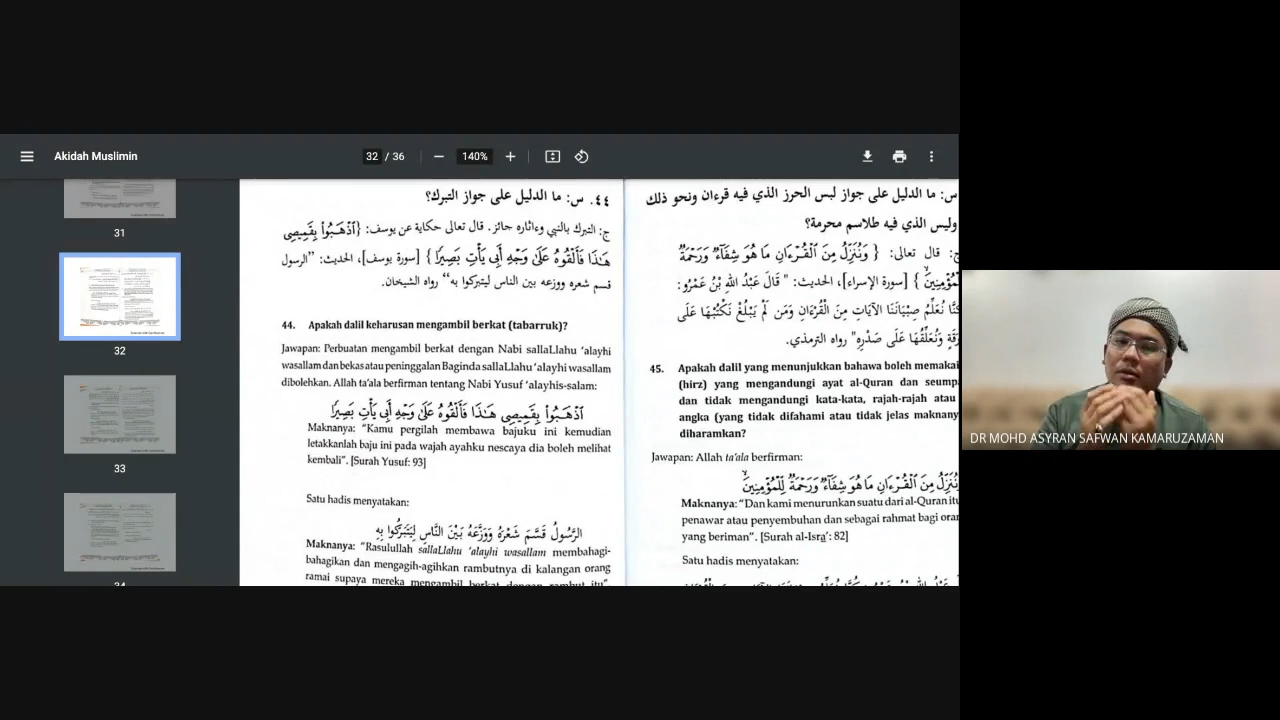 Akidah Muslimin
32 / 36
140%
31
32
33
٤٤. س: ما الدليل على جواز التبرك؟
ج: التبرك بالنبي وءاثاره جائز. قال تعالى حكاية عن يوسف: {ٱذْهَبُوا۟ بِقَمِيصِى
هَـٰذَا فَأَلْقُوهُ عَلَىٰ وَجْهِ أَبِى يَأْتِ بَصِيرًا} [سورة يوسف]، الحديث: "الرسول
قسم شعره ووزعه بين الناس ليتبركوا به" رواه الشيخان.
44. Apakah dalil keharusan mengambil berkat (tabarruk)?
Jawapan: Perbuatan mengambil berkat dengan Nabi sallaLlahu 'alayhi
wasallam dan bekas atau peninggalan Baginda sallaLlahu 'alayhi wasallam
dibolehkan. Allah ta'ala berfirman tentang Nabi Yusuf 'alayhis-salam:
ٱذْهَبُوا۟ بِقَمِيصِى هَـٰذَا فَأَلْقُوهُ عَلَىٰ وَجْهِ أَبِى يَأْتِ بَصِيرًا
Maknanya: "Kamu pergilah membawa bajuku ini kemudian
letakkanlah baju ini pada wajah ayahku nescaya dia boleh melihat
kembali". [Surah Yusuf: 93]
Satu hadis menyatakan:
الرَّسُولُ قَسَّمَ شَعْرَهُ وَوَزَّعَهُ بَيْنَ النَّاسِ لِيَتَبَرَّكُوا بِهِ
Maknanya: "Rasulullah sallaLlahu 'alayhi wasallam membahagi-
bahagikan dan mengagih-agihkan rambutnya di kalangan orang
ramai supaya mereka mengambil berkat dengan rambut itu"
س: ما الدليل على جواز لبس الحرز الذي فيه قرءان ونحو ذلك
وليس الذي فيه طلاسم محرمة؟
قال تعالى: {وَنُنَزِّلُ مِنَ ٱلْقُرْءَانِ مَا هُوَ شِفَآءٌ وَرَحْمَةٌ
[سورة الإسراء]، الحديث: "قَالَ عَبْدُ اللهِ بْنُ عَمْرٍو:
كُنَّا نُعَلِّمُ صِبْيَانَنَا الآيَاتِ مِنَ الْقُرْءَانِ وَمَن لَمْ يَبْلُغْ نَكْتُبُهَا عَلَى
وَنُعَلِّقُهَا عَلَى صَدْرِهِ" رواه الترمذي.
45. Apakah dalil yang menunjukkan bahawa boleh memakai
(hirz) yang mengandungi ayat al-Quran dan
dan tidak mengandungi kata-kata, rajah-rajah atau
angka (yang tidak difahami atau tidak jelas
diharamkan?
Jawapan: Allah ta'ala berfirman:
مِنَ ٱلْقُرْءَانِ مَا هُوَ شِفَآءٌ وَرَحْمَةٌ لِّلْمُؤْمِنِينَ
Maknanya: "Dan kami menurunkan suatu dari al-Quran itu
penawar atau penyembuhan dan sebagai rahmat bagi
yang beriman". [Surah al-Isra': 82]
Satu hadis menyatakan:
DR MOHD ASYRAN SAFWAN KAMARUZAMAN